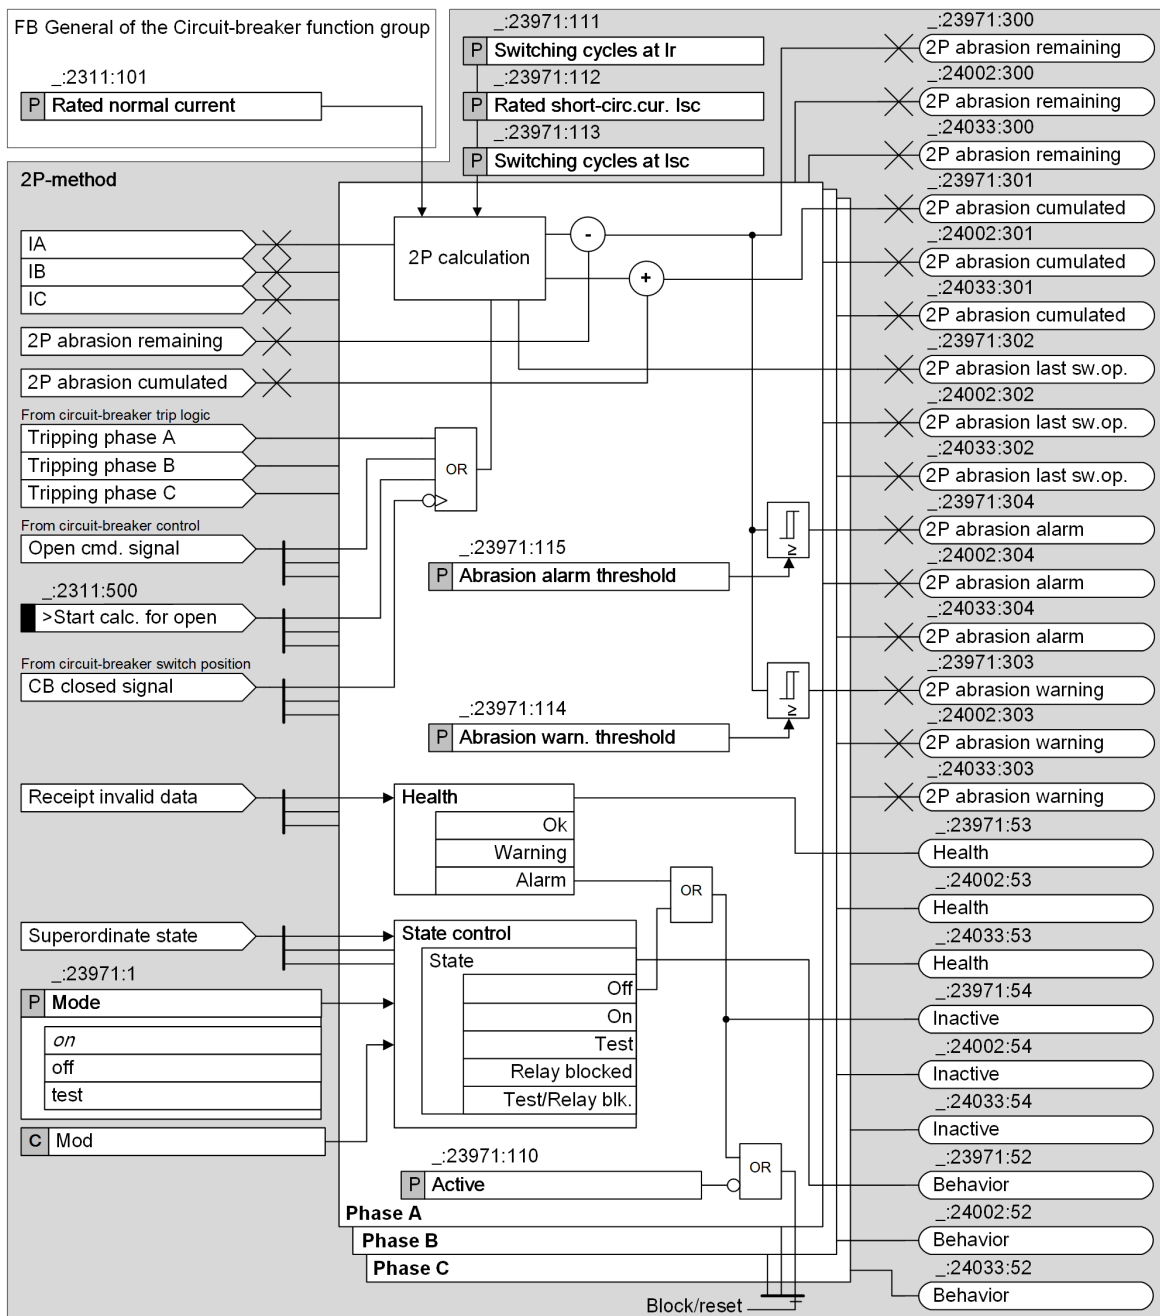 FB General of the Circuit-breaker function group
_:2311:101
P Rated normal current
_:23971:111
P Switching cycles at Ir
_:23971:112
P Rated short-circ.cur. Isc
_:23971:113
P Switching cycles at Isc
2P-method
IA
IB
IC
2P abrasion remaining
2P abrasion cumulated
From circuit-breaker trip logic
Tripping phase A
Tripping phase B
Tripping phase C
From circuit-breaker control
Open cmd. signal
_:2311:500
>Start calc. for open
From circuit-breaker switch position
CB closed signal
Receipt invalid data
Superordinate state
_:23971:1
P Mode
on
off
test
C Mod
2P calculation
-
+
OR
_:23971:115
P Abrasion alarm threshold
≥
_:23971:114
P Abrasion warn. threshold
≥
Health
Ok
Warning
Alarm
OR
State control
State
Off
On
Test
Relay blocked
Test/Relay blk.
_:23971:110
P Active
OR
Phase A
Phase B
Phase C
Block/reset
_:23971:300
2P abrasion remaining
_:24002:300
2P abrasion remaining
_:24033:300
2P abrasion remaining
_:23971:301
2P abrasion cumulated
_:24002:301
2P abrasion cumulated
_:24033:301
2P abrasion cumulated
_:23971:302
2P abrasion last sw.op.
_:24002:302
2P abrasion last sw.op.
_:24033:302
2P abrasion last sw.op.
_:23971:304
2P abrasion alarm
_:24002:304
2P abrasion alarm
_:24033:304
2P abrasion alarm
_:23971:303
2P abrasion warning
_:24002:303
2P abrasion warning
_:24033:303
2P abrasion warning
_:23971:53
Health
_:24002:53
Health
_:24033:53
Health
_:23971:54
Inactive
_:24002:54
Inactive
_:24033:54
Inactive
_:23971:52
Behavior
_:24002:52
Behavior
_:24033:52
Behavior